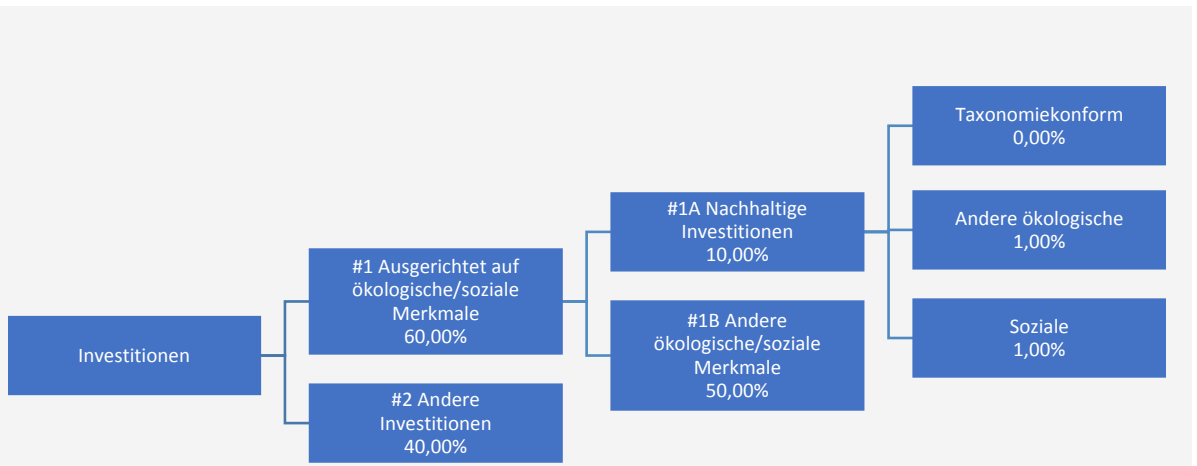 Investitionen
#1 Ausgerichtet auf
ökologische/soziale
Merkmale
60,00%
#2 Andere
Investitionen
40,00%
#1A Nachhaltige
Investitionen
10,00%
#1B Andere
ökologische/soziale
Merkmale
50,00%
Taxonomiekonform
0,00%
Andere ökologische
1,00%
Soziale
1,00%